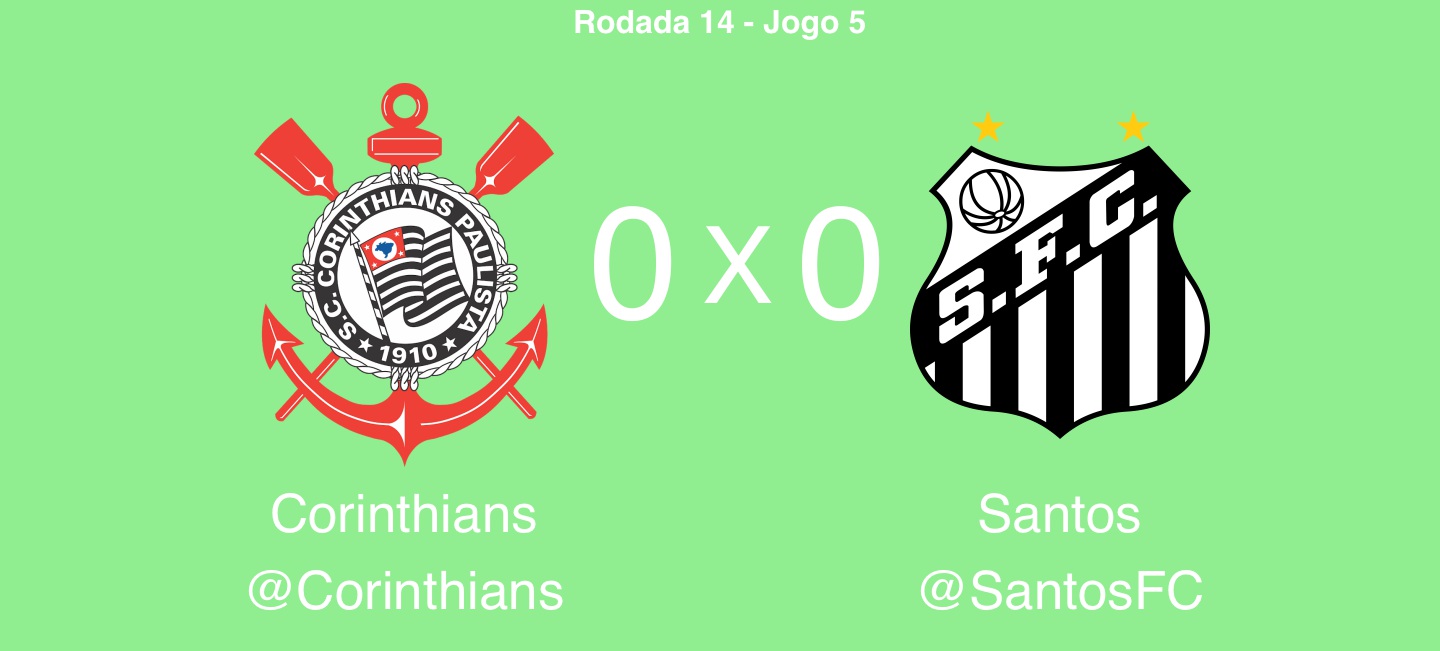 Rodada 14 - Jogo 5
S.C. CORINTHIANS PAULISTA
1910
0 x 0
S.F.C.
Corinthians
Santos
@Corinthians
@SantosFC